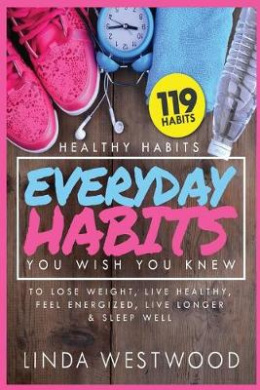 119
HABITS
HEALTHY HABITS
EVERYDAY
HABITS
YOU WISH YOU KNEW
TO LOSE WEIGHT, LIVE HEALTHY,
FEEL ENERGIZED, LIVE LONGER
& SLEEP WELL
LINDA WESTWOOD